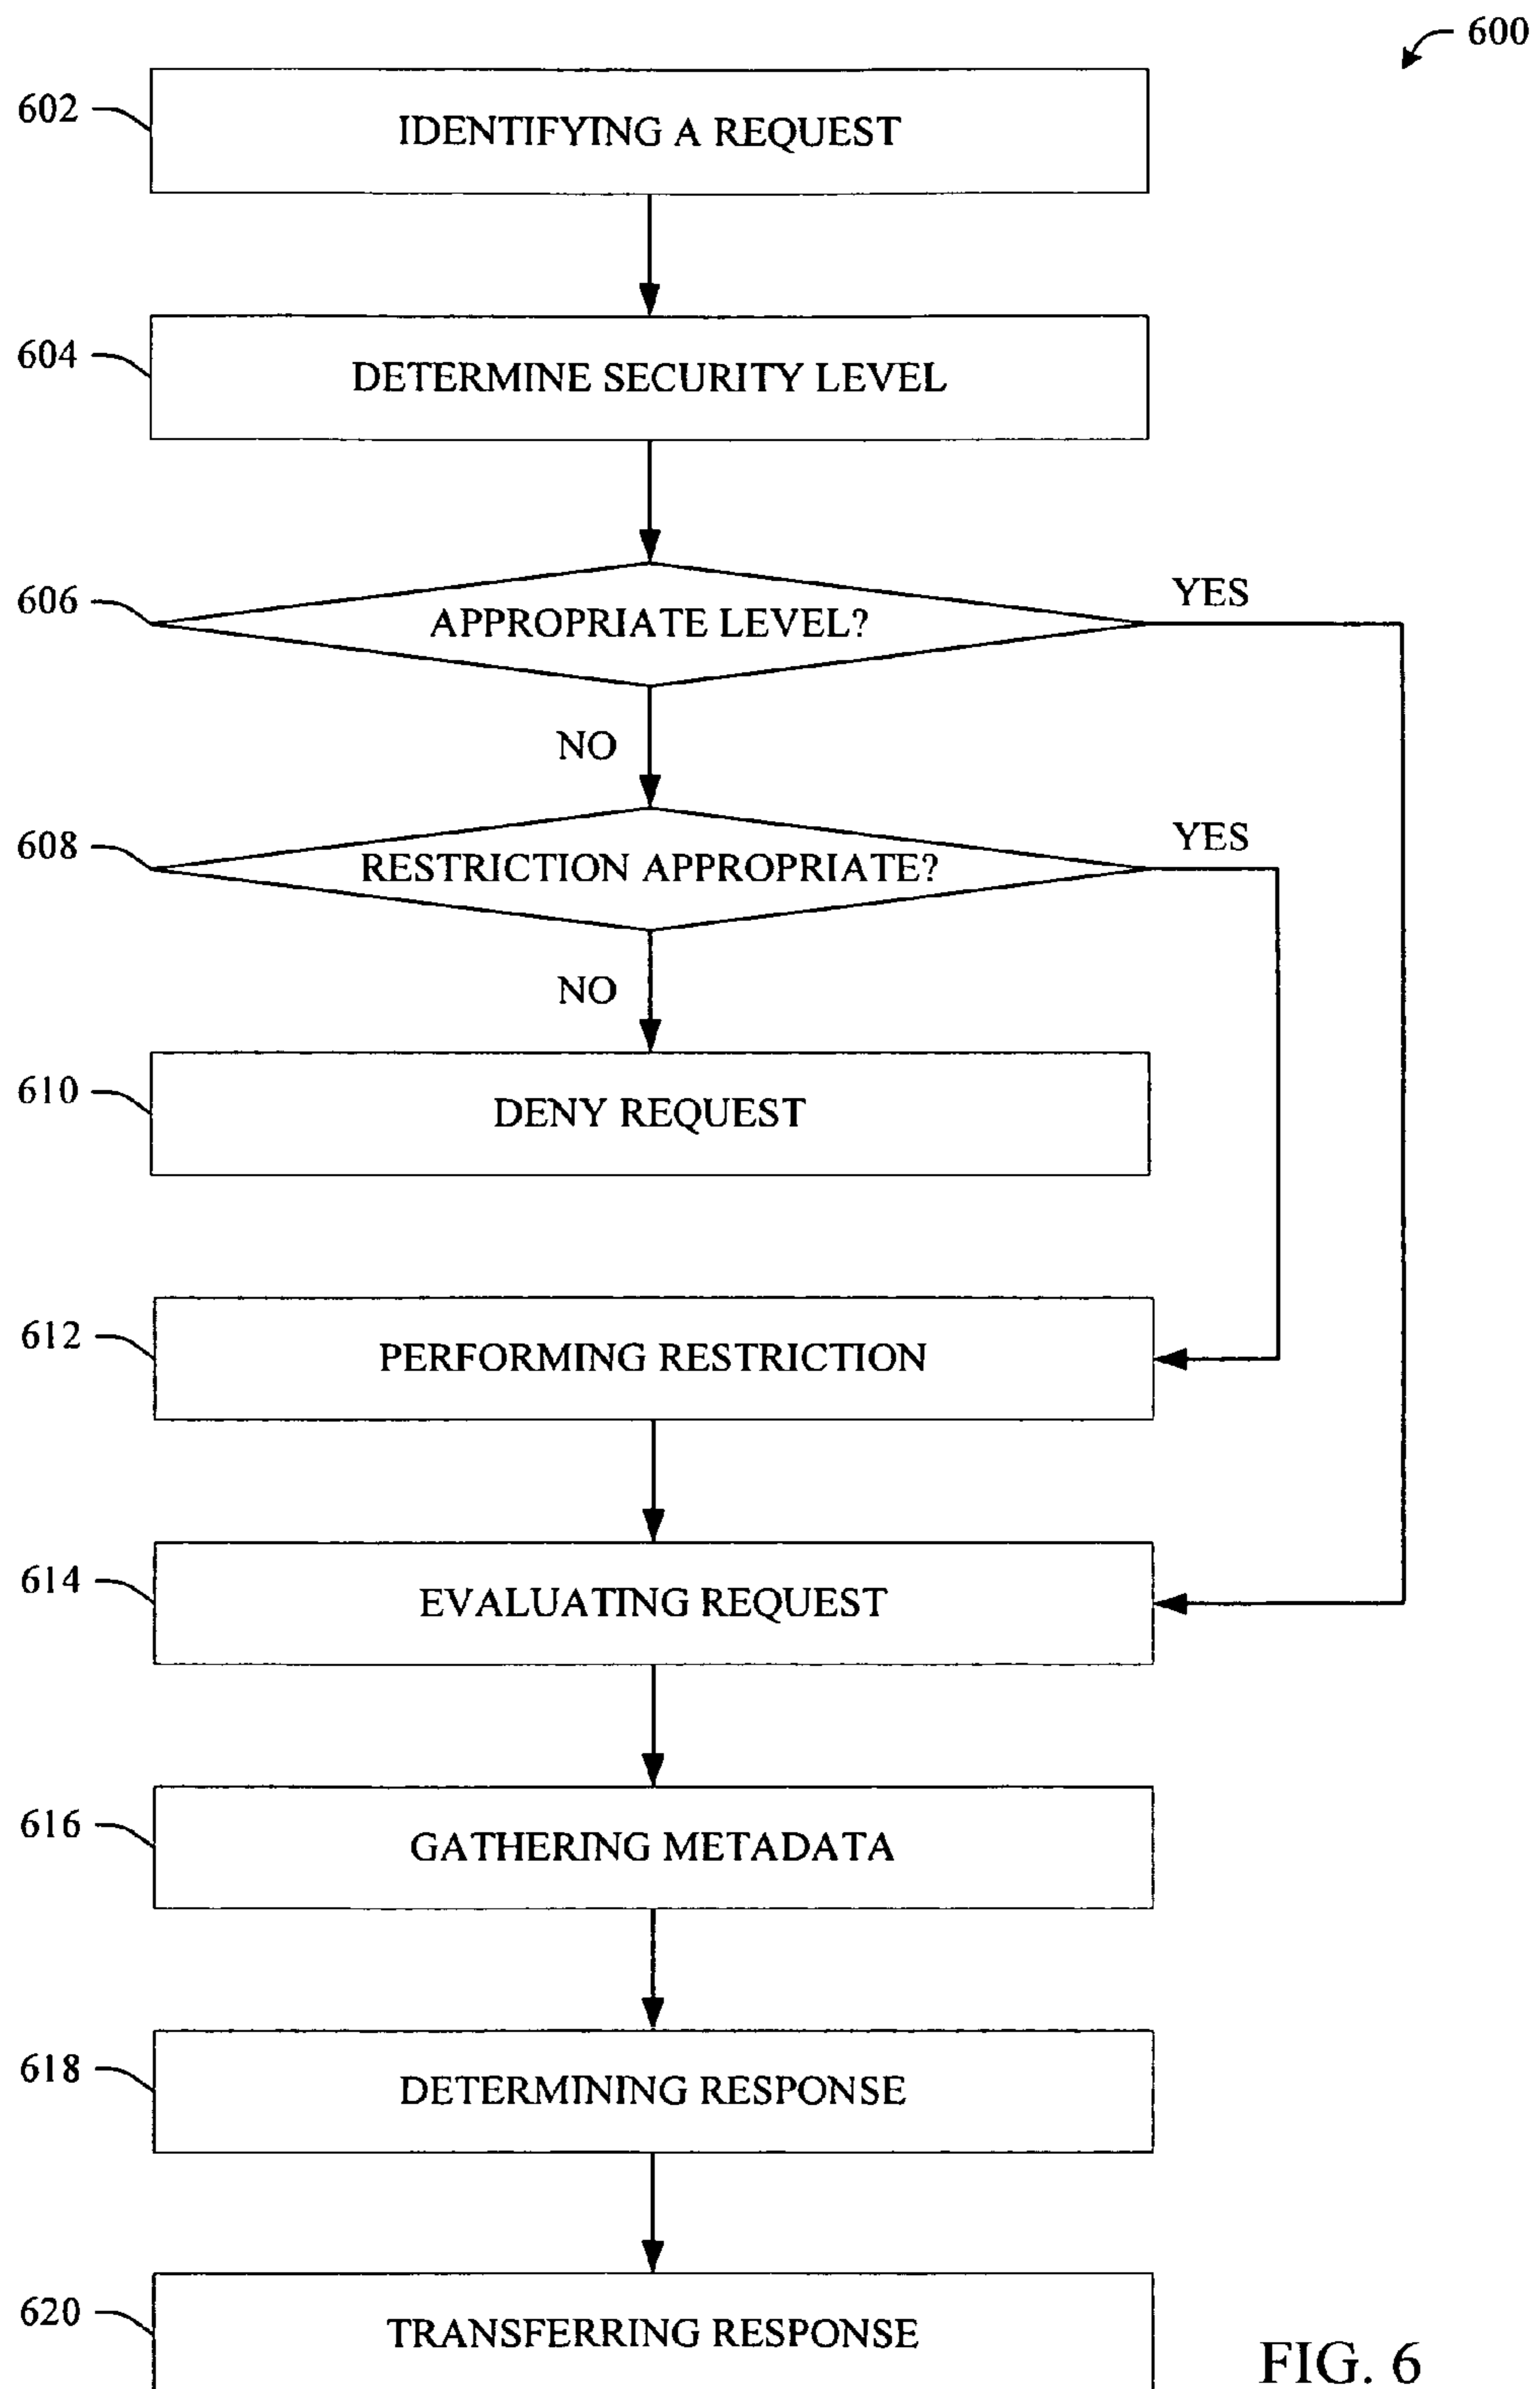 600
602
IDENTIFYING A REQUEST
604
DETERMINE SECURITY LEVEL
606
APPROPRIATE LEVEL?
YES
NO
608
RESTRICTION APPROPRIATE?
YES
NO
610
DENY REQUEST
612
PERFORMING RESTRICTION
614
EVALUATING REQUEST
616
GATHERING METADATA
618
DETERMINING RESPONSE
620
TRANSFERRING RESPONSE
FIG. 6